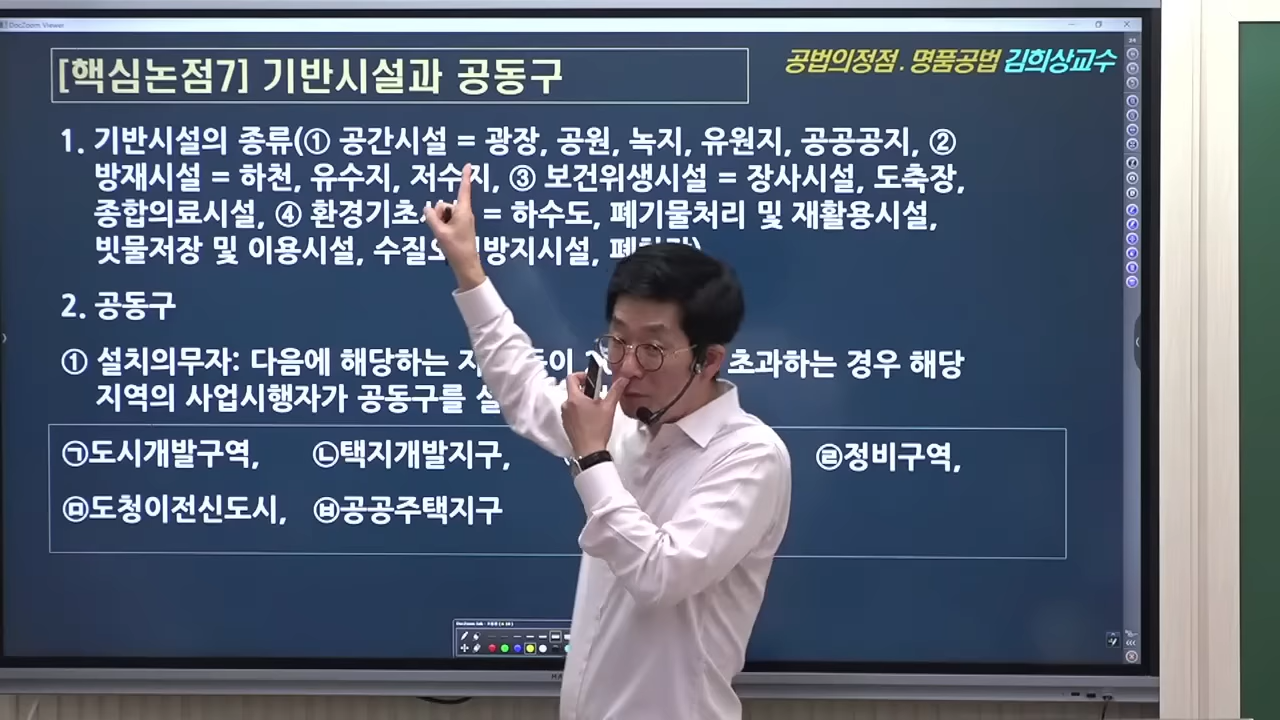 DocZoom Viewer
[핵심논점7] 기반시설과 공동구
공법의정점. 명품공법 김희상교수
1. 기반시설의 종류(① 공간시설 = 광장, 공원, 녹지, 유원지, 공공공지, ②
방재시설 = 하천, 유수지, 저수지, ③ 보건위생시설 = 장사시설, 도축장,
종합의료시설, ④ 환경기초 = 하수도, 폐기물처리 및 재활용시설,
빗물저장 및 이용시설, 수질 방지시설,
2. 공동구
① 설치의무자: 다음에 해당하는 초과하는 경우 해당
지역의 사업시행자가 공동구를
㉠도시개발구역, ㉡택지개발지구, ㉣정비구역,
㉤도청이전신도시, ㉥공공주택지구